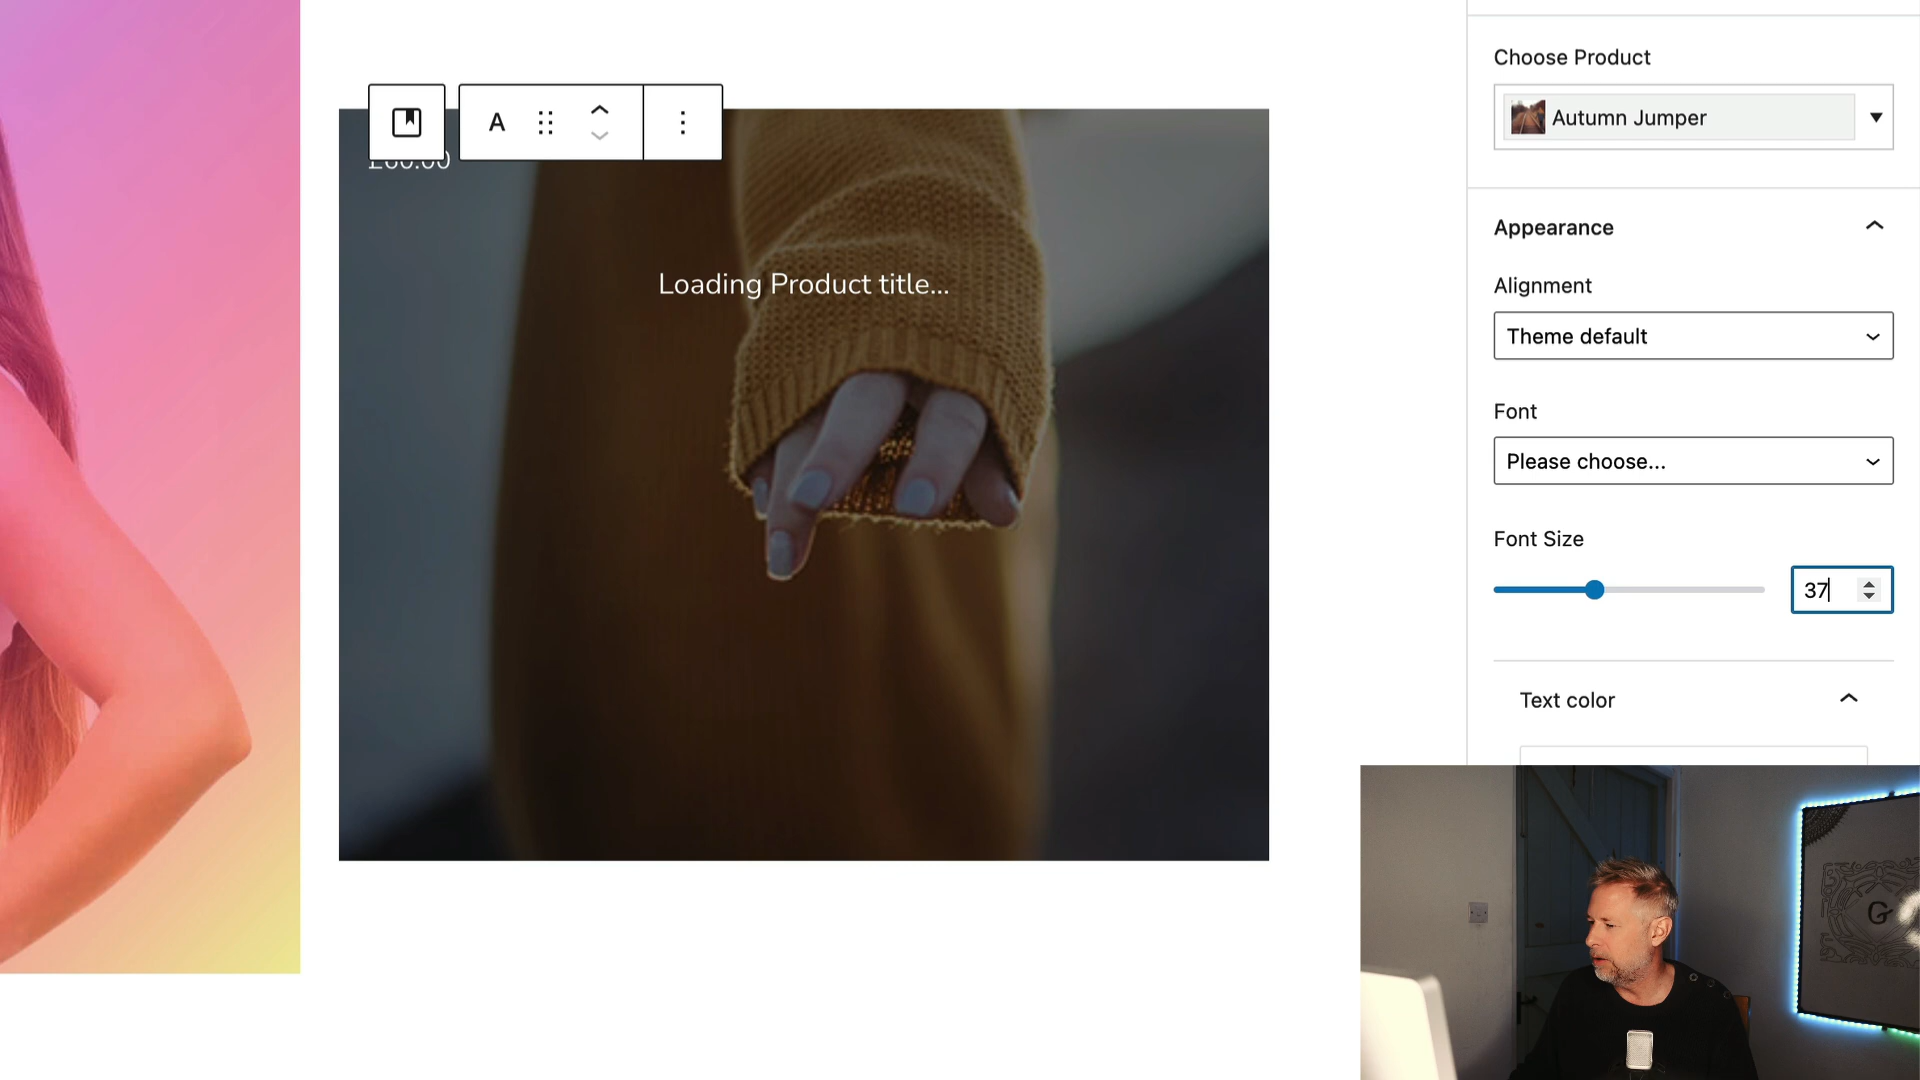 Choose Product
Autumn Jumper
Appearance
Alignment
Theme default
Font
Please choose...
Font Size
37
Text color
A
Loading Product title...
G